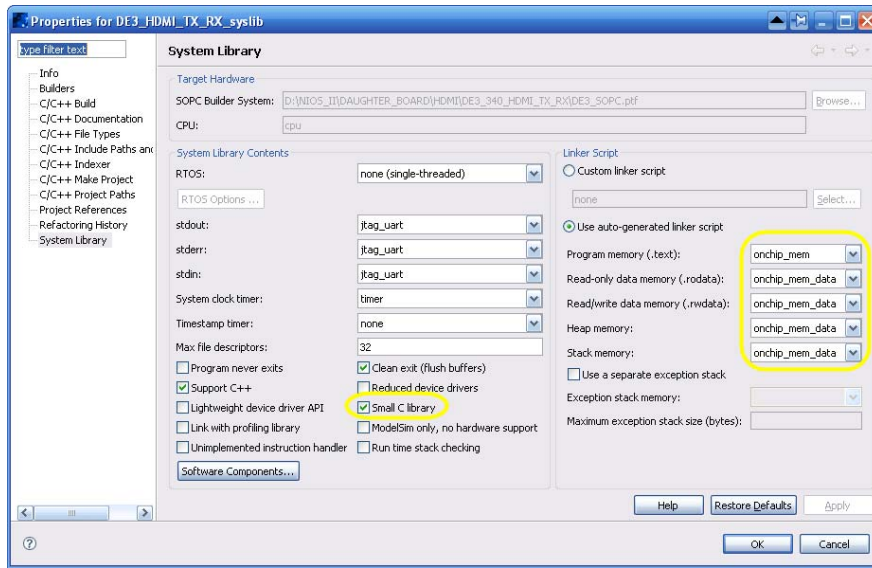 Properties for DE3_HDMI_TX_RX_syslib
type filter text
Info
Builders
C/C++ Build
C/C++ Documentation
C/C++ File Types
C/C++ Include Paths and
C/C++ Indexer
C/C++ Make Project
C/C++ Project Paths
Project References
Refactoring History
System Library
System Library
Target Hardware
SOPC Builder System: D:\NIOS_II\DAUGHTER_BOARD\HDMI\DE3_340_HDMI_TX_RX\DE3_SOPC.ptf Browse...
CPU: cpu
System Library Contents
RTOS: none (single-threaded)
RTOS Options ...
stdout: jtag_uart
stderr: jtag_uart
stdin: jtag_uart
System clock timer: timer
Timestamp timer: none
Max file descriptors: 32
Program never exits Clean exit (flush buffers)
Support C++ Reduced device drivers
Lightweight device driver API Small C library
Link with profiling library ModelSim only, no hardware support
Unimplemented instruction handler Run time stack checking
Software Components...
Linker Script
Custom linker script
none Select...
Use auto-generated linker script
Program memory (.text): onchip_mem
Read-only data memory (.rodata): onchip_mem_data
Read/write data memory (.rwdata): onchip_mem_data
Heap memory: onchip_mem_data
Stack memory: onchip_mem_data
Use a separate exception stack
Exception stack memory:
Maximum exception stack size (bytes):
Help Restore Defaults Apply
OK Cancel